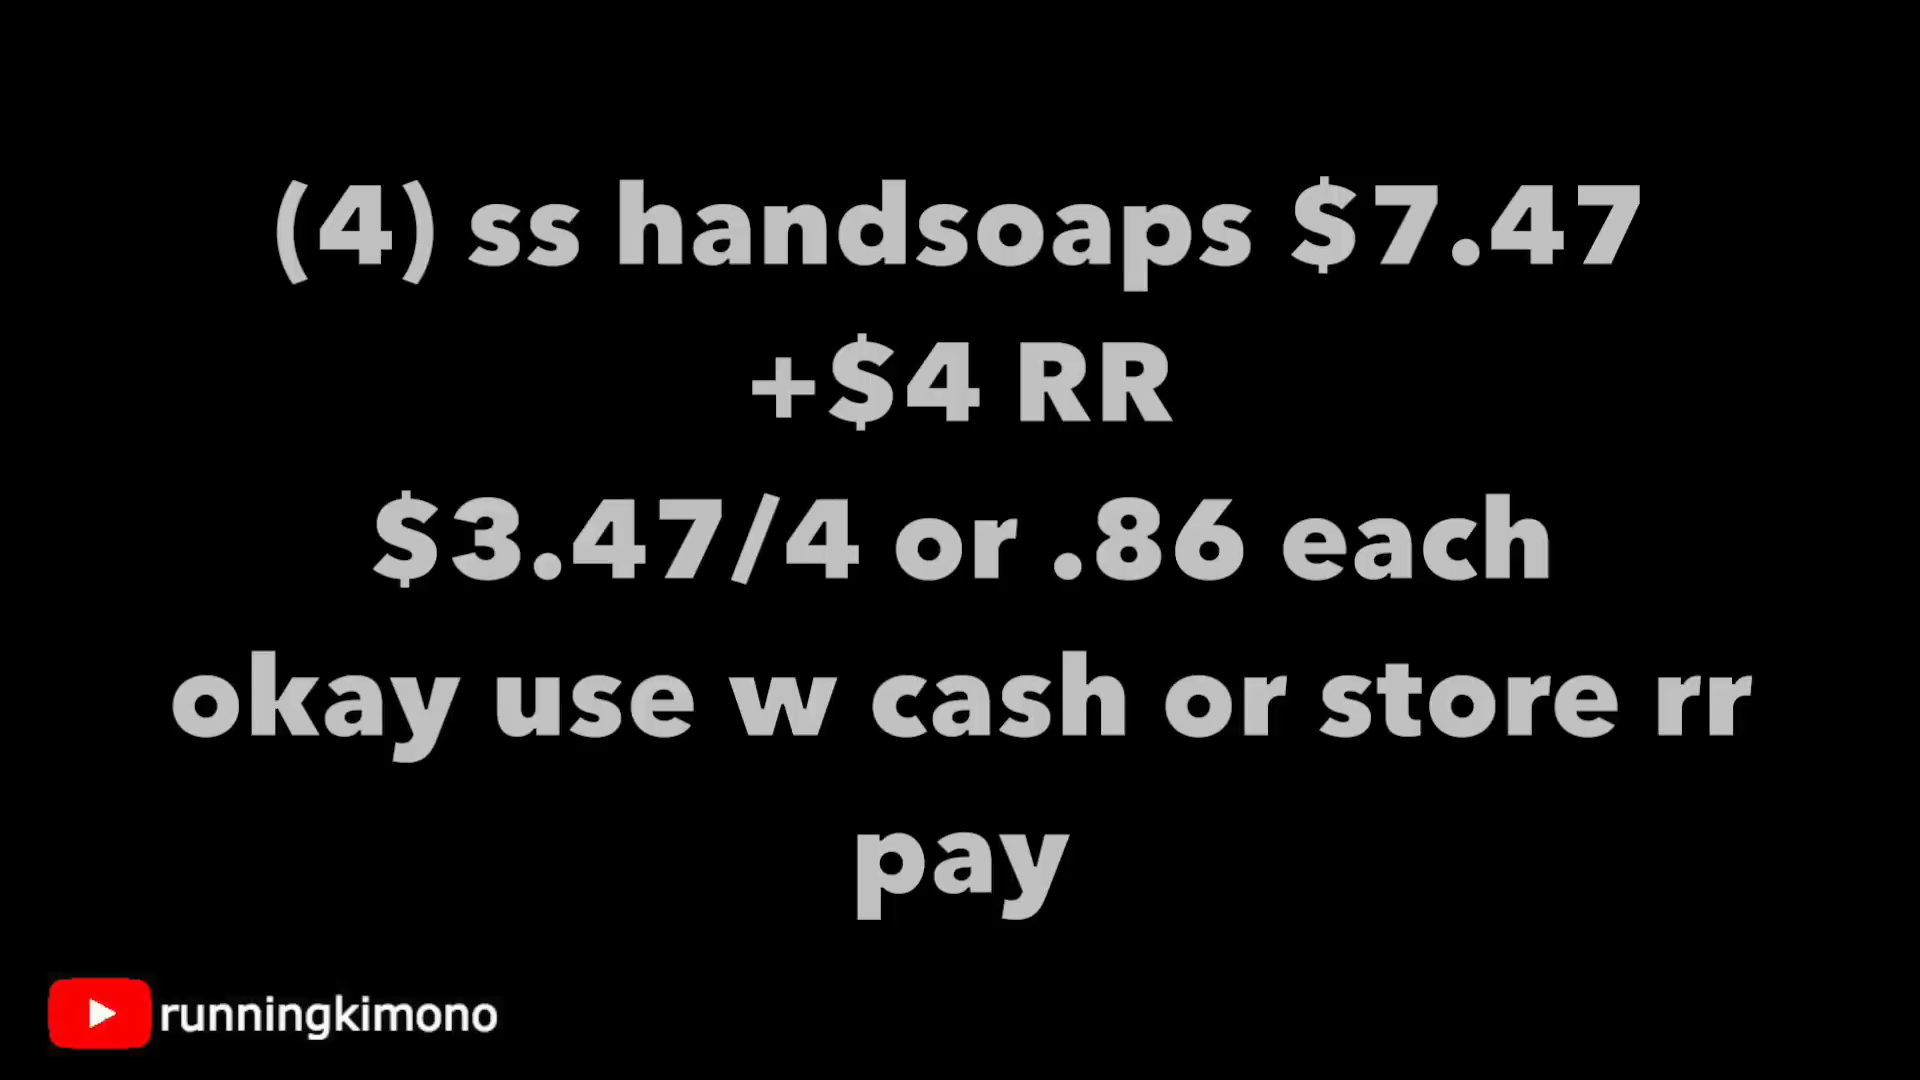 (4) ss handsoaps $7.47
+$4 RR
$3.47/4 or .86 each
okay use w cash or store rr
pay
runningkimono